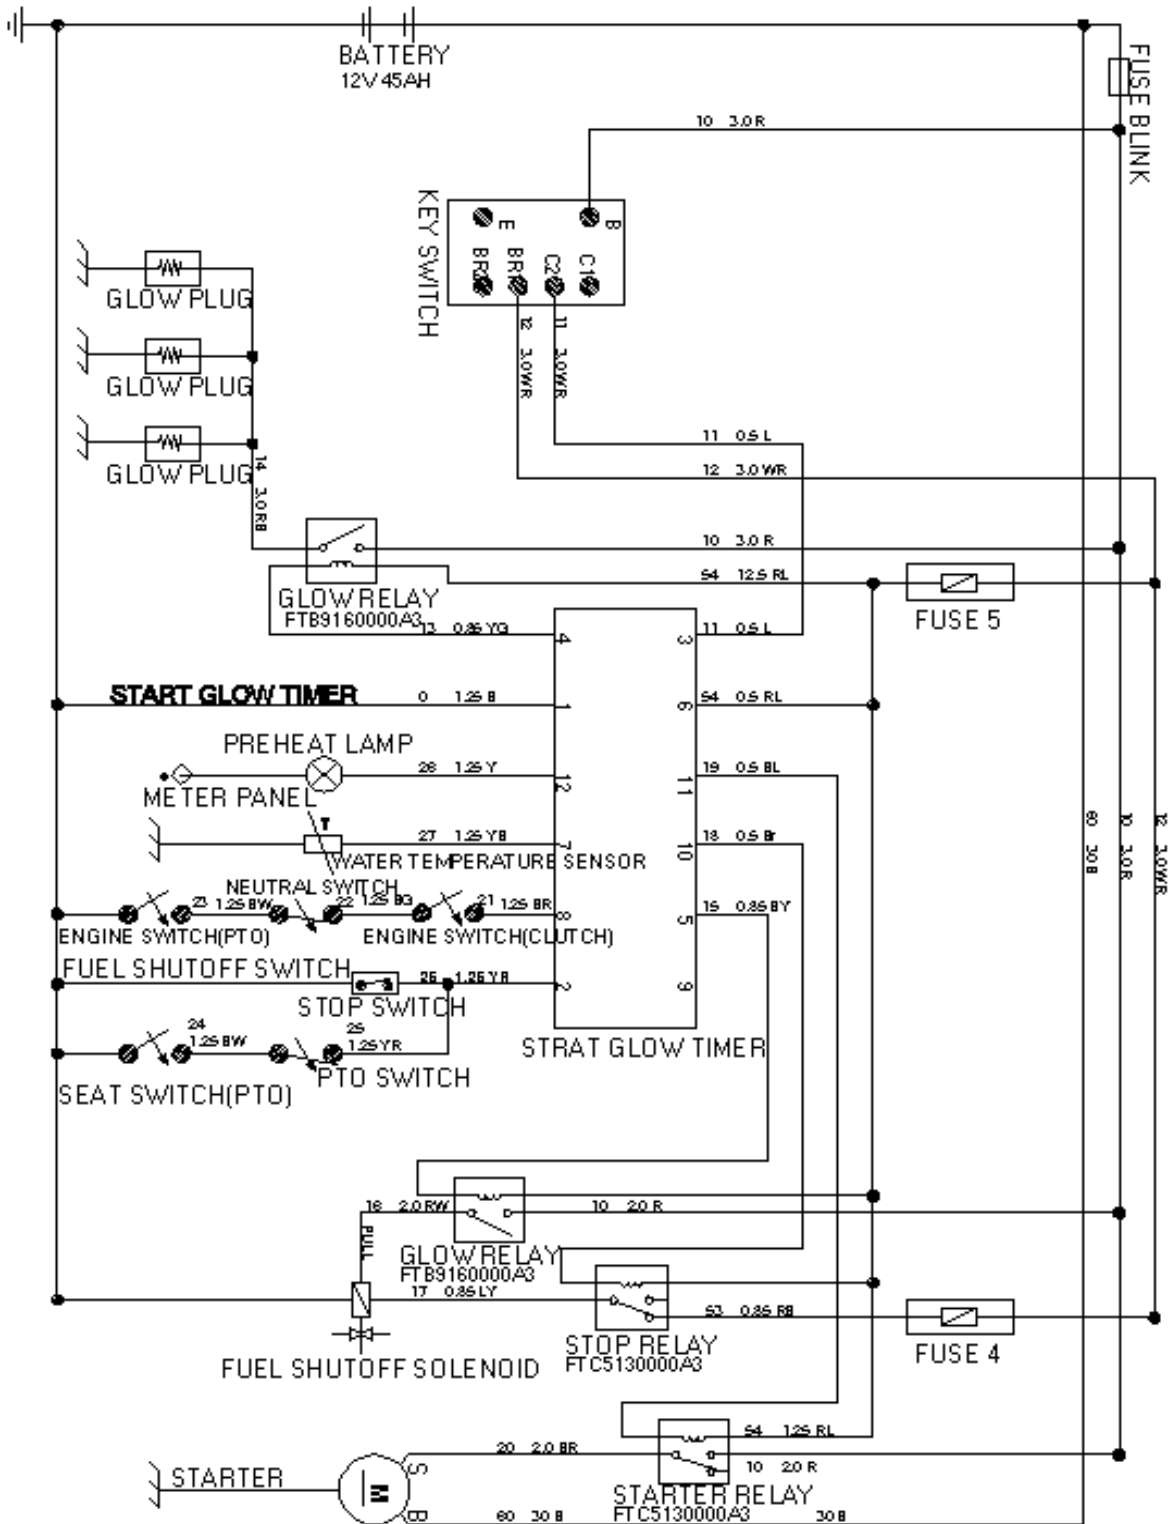 BATTERY
12V 45AH
FUSE BLINK
10 3.0 R
KEY SWITCH
E
B
BR1
C2
C1
12 3.0WR
11 3.0WR
GLOW PLUG
GLOW PLUG
GLOW PLUG
14 3.0 RB
11 0.5 L
12 3.0 WR
10 3.0 R
54 12.5 RL
GLOW RELAY
FTB9160000A3
FUSE 5
13 0.85 YG
4
3
11 0.5 L
START GLOW TIMER
0 1.25 B
1
6
54 0.5 RL
PREHEAT LAMP
28 1.25 Y
12
11
19 0.5 BL
METER PANEL
T
27 1.25 YB
7
10
18 0.5 Br
WATER TEMPERATURE SENSOR
60 30B
10 3.0R
12 3.0WR
NEUTRAL SWITCH
23 1.25 BW
22 1.25 BG
21 1.25 BR
8
5
15 0.85 BY
ENGINE SWITCH(PTO)
ENGINE SWITCH(CLUTCH)
FUEL SHUTOFF SWITCH
1.25 YR
2
9
STOP SWITCH
24
1.25 BW
25
1.25YR
STRAT GLOW TIMER
PTO SWITCH
SEAT SWITCH(PTO)
16 2.0 RW
10 2.0 R
PULL
GLOW RELAY
FTB9160000A3
17 0.85 LY
53 0.85 RB
STOP RELAY
FTC5130000A3
FUSE 4
FUEL SHUTOFF SOLENOID
54 1.25 RL
20 2.0 BR
10 2.0 R
STARTER
M
S
B
STARTER RELAY
FTC5130000A3
60 30 B
30 B